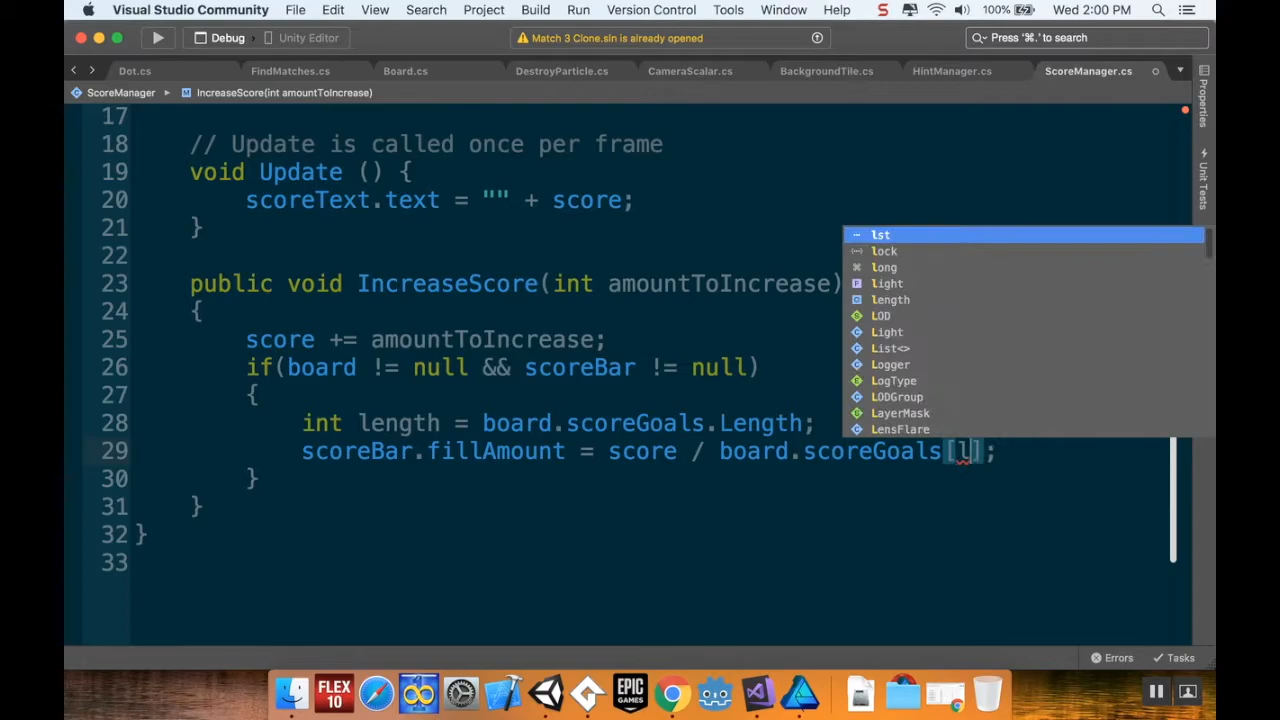 Visual Studio Community File Edit View Search Project Build Run Version Control Tools Window Help S 100% Wed 2:00 PM
Debug Unity Editor Match 3 Clone.sln is already opened Press '⌘.' to search
Dot.cs FindMatches.cs Board.cs DestroyParticle.cs CameraScalar.cs BackgroundTile.cs HintManager.cs ScoreManager.cs
ScoreManager IncreaseScore(int amountToIncrease)
Properties
Unit Tests
17
18 // Update is called once per frame
19 void Update () {
20 scoreText.text = "" + score;
21 }
22
23 public void IncreaseScore(int amountToIncrease)
24 {
25 score += amountToIncrease;
26 if(board != null && scoreBar != null)
27 {
28 int length = board.scoreGoals.Length;
29 scoreBar.fillAmount = score / board.scoreGoals[l];
30 }
31 }
32 }
33
lst
lock
long
light
length
LOD
Light
List<>
Logger
LogType
LODGroup
LayerMask
LensFlare
Errors Tasks
FLEX 10
EPIC GAMES